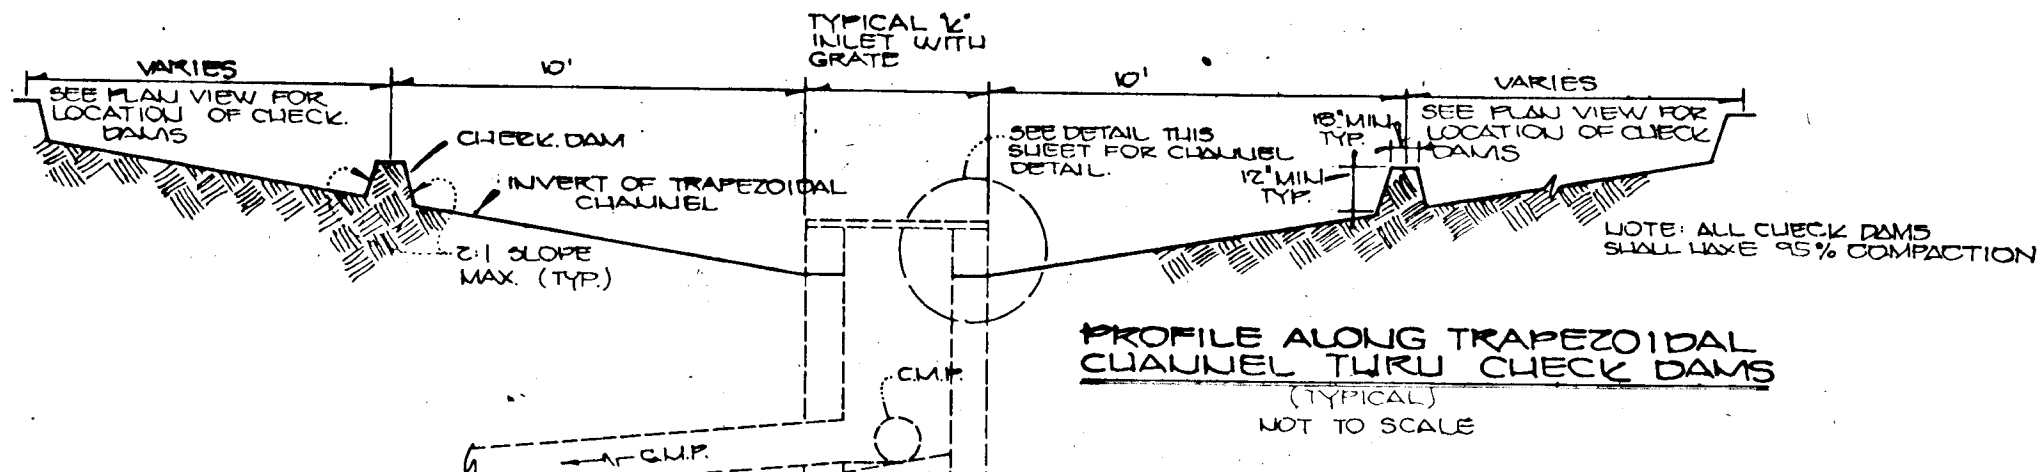 TYPICAL 'K'
INLET WITH
GRATE
VARIES
10'
10'
VARIES
SEE PLAN VIEW FOR
LOCATION OF CHECK
DAMS
CHECK DAM
INVERT OF TRAPEZOIDAL
CHANNEL
2:1 SLOPE
MAX. (TYP.)
SEE DETAIL THIS
SHEET FOR CHANNEL
DETAIL.
18" MIN
TYP.
12" MIN
TYP.
SEE PLAN VIEW FOR
LOCATION OF CHECK
DAMS
NOTE: ALL CHECK DAMS
SHALL HAVE 95% COMPACTION
PROFILE ALONG TRAPEZOIDAL
CHANNEL THRU CHECK DAMS
(TYPICAL)
NOT TO SCALE
C.M.P.
C.M.P.